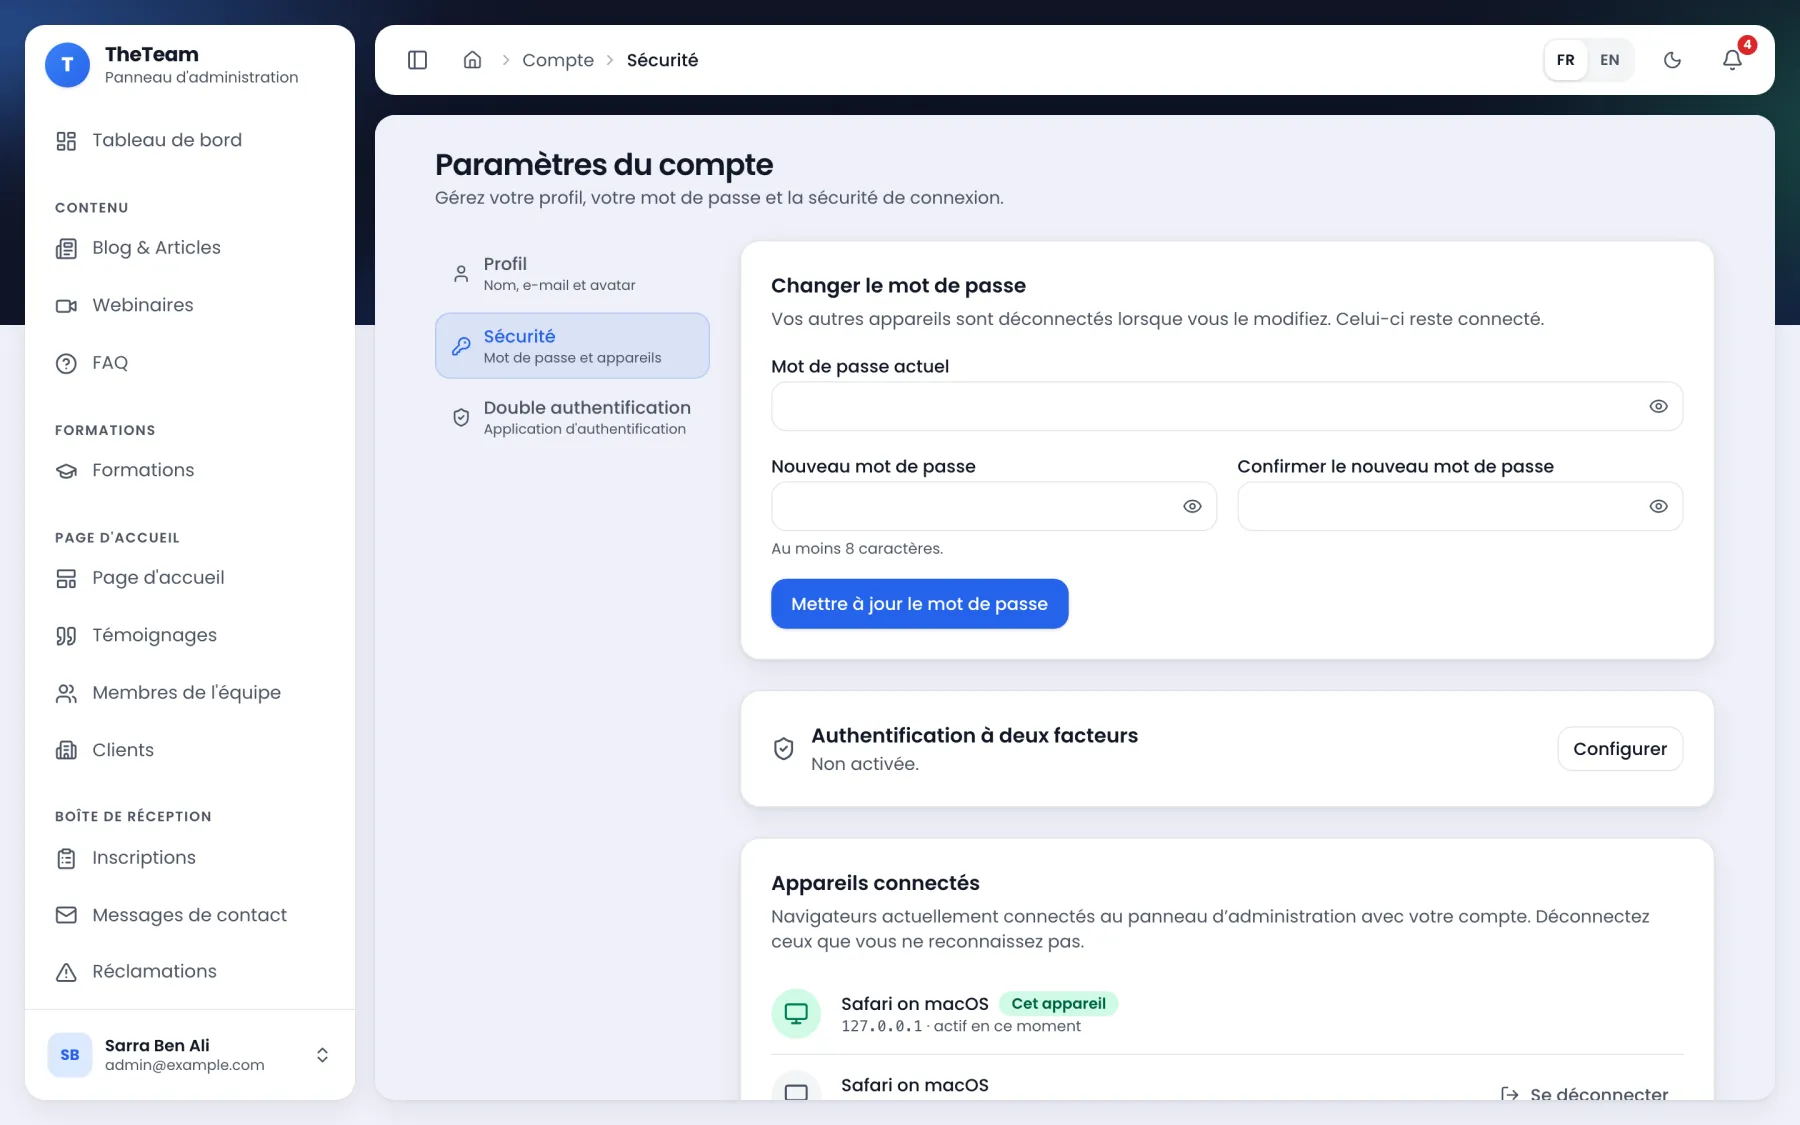 T
TheTeam
Panneau d'administration
Tableau de bord
CONTENU
Blog & Articles
Webinaires
FAQ
FORMATIONS
Formations
PAGE D'ACCUEIL
Page d'accueil
Témoignages
Membres de l'équipe
Clients
BOÎTE DE RÉCEPTION
Inscriptions
Messages de contact
Réclamations
SB
Sarra Ben Ali
admin@example.com
Compte
Sécurité
FR
EN
4
Paramètres du compte
Gérez votre profil, votre mot de passe et la sécurité de connexion.
Profil
Nom, e-mail et avatar
Sécurité
Mot de passe et appareils
Double authentification
Application d'authentification
Changer le mot de passe
Vos autres appareils sont déconnectés lorsque vous le modifiez. Celui-ci reste connecté.
Mot de passe actuel
Nouveau mot de passe
Confirmer le nouveau mot de passe
Au moins 8 caractères.
Mettre à jour le mot de passe
Authentification à deux facteurs
Non activée.
Configurer
Appareils connectés
Navigateurs actuellement connectés au panneau d’administration avec votre compte. Déconnectez
ceux que vous ne reconnaissez pas.
Safari on macOS
Cet appareil
127.0.0.1 · actif en ce moment
Safari on macOS
Se déconnecter